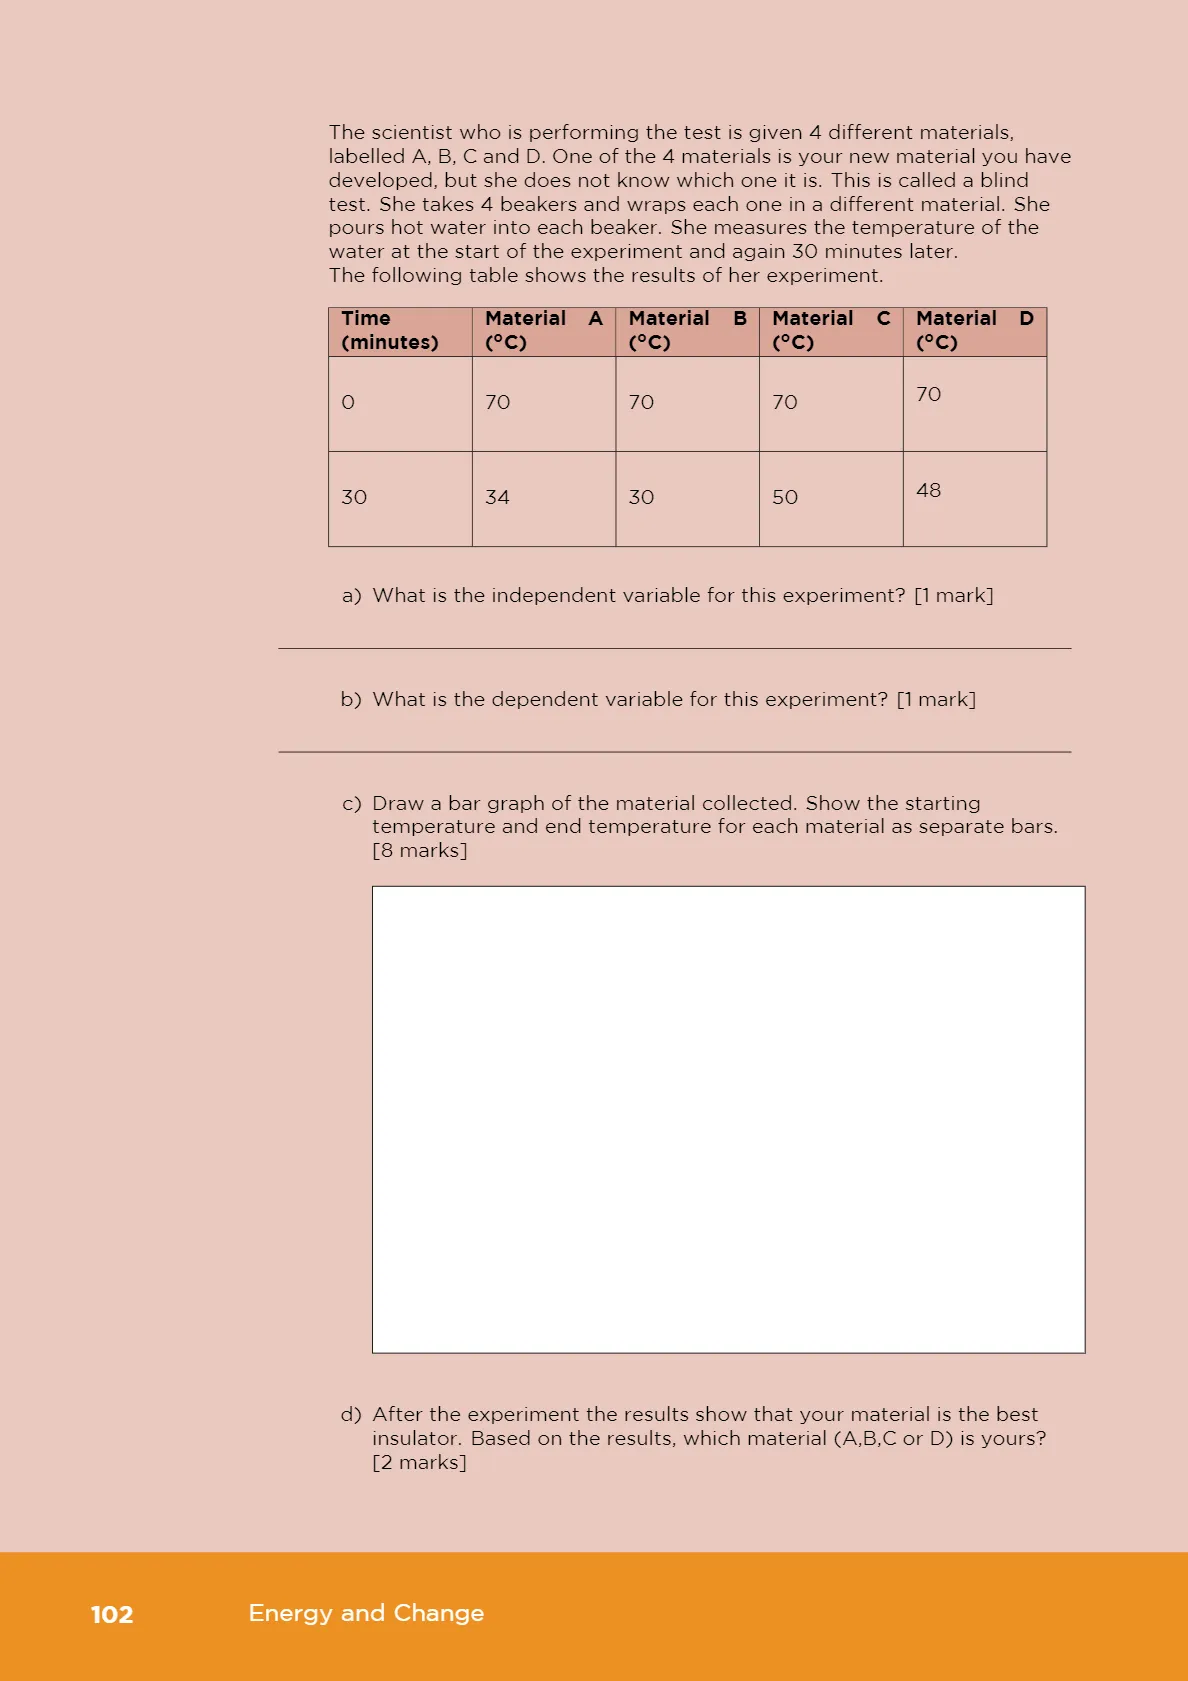 The scientist who is performing the test is given 4 different materials,
labelled A, B, C and D. One of the 4 materials is your new material you have
developed, but she does not know which one it is. This is called a blind
test. She takes 4 beakers and wraps each one in a different material. She
pours hot water into each beaker. She measures the temperature of the
water at the start of the experiment and again 30 minutes later.
The following table shows the results of her experiment.
Time (minutes) Material A (°C) Material B (°C) Material C (°C) Material D (°C)
0 70 70 70 70
30 34 30 50 48
a) What is the independent variable for this experiment? [1 mark]
b) What is the dependent variable for this experiment? [1 mark]
c) Draw a bar graph of the material collected. Show the starting
temperature and end temperature for each material as separate bars.
[8 marks]
d) After the experiment the results show that your material is the best
insulator. Based on the results, which material (A,B,C or D) is yours?
[2 marks]
102 Energy and Change